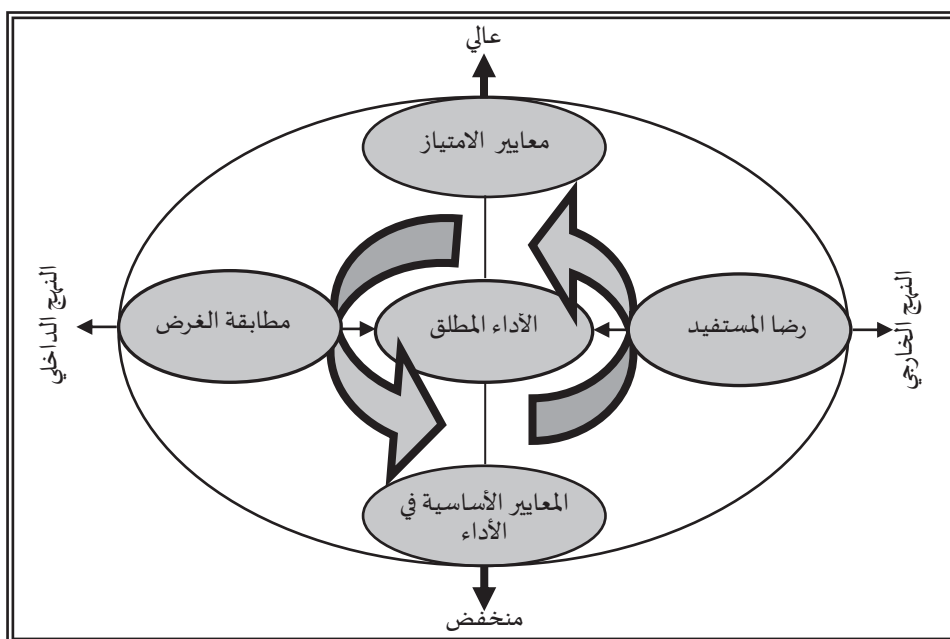 عالي
معايير الامتياز
النهج الخارجي
رضا المستفيد
الأداء المطلق
مطابقة الغرض
النهج الداخلي
المعايير الأساسية في
الأداء
منخفض